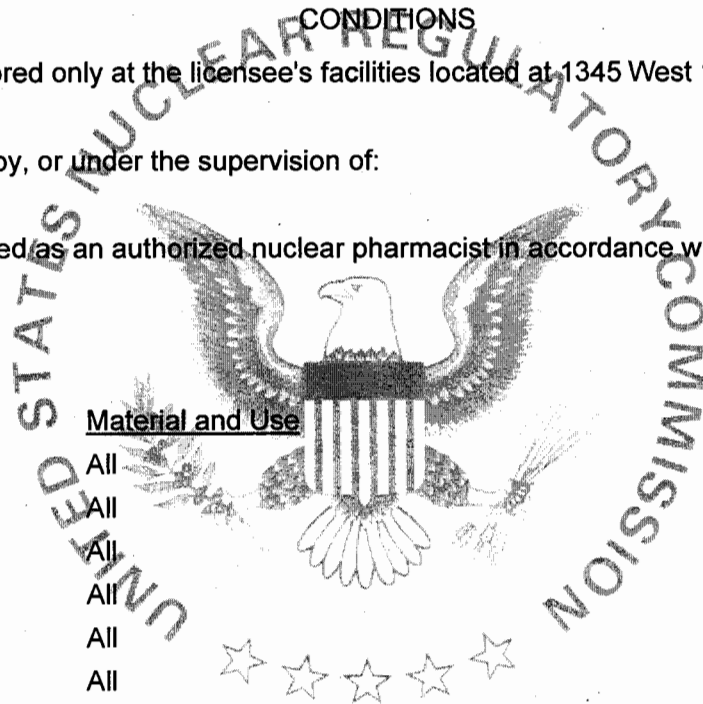 CONDITIONS
ored only at the licensee's facilities located at 1345 West
by, or under the supervision of:
ed as an authorized nuclear pharmacist in accordance w
Material and Use
All
All
All
All
All
All
UNITED STATES NUCLEAR REGULATORY COMMISSION